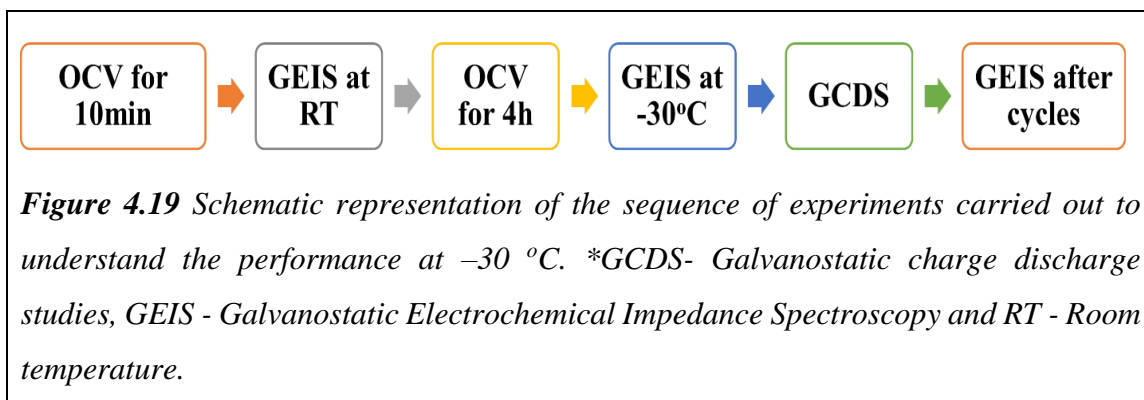 OCV for
10min
GEIS at
RT
OCV
for 4h
GEIS at
-30°C
GCDS
GEIS after
cycles
Figure 4.19 Schematic representation of the sequence of experiments carried out to
understand the performance at –30 °C. *GCDS- Galvanostatic charge discharge
studies, GEIS - Galvanostatic Electrochemical Impedance Spectroscopy and RT - Room
temperature.